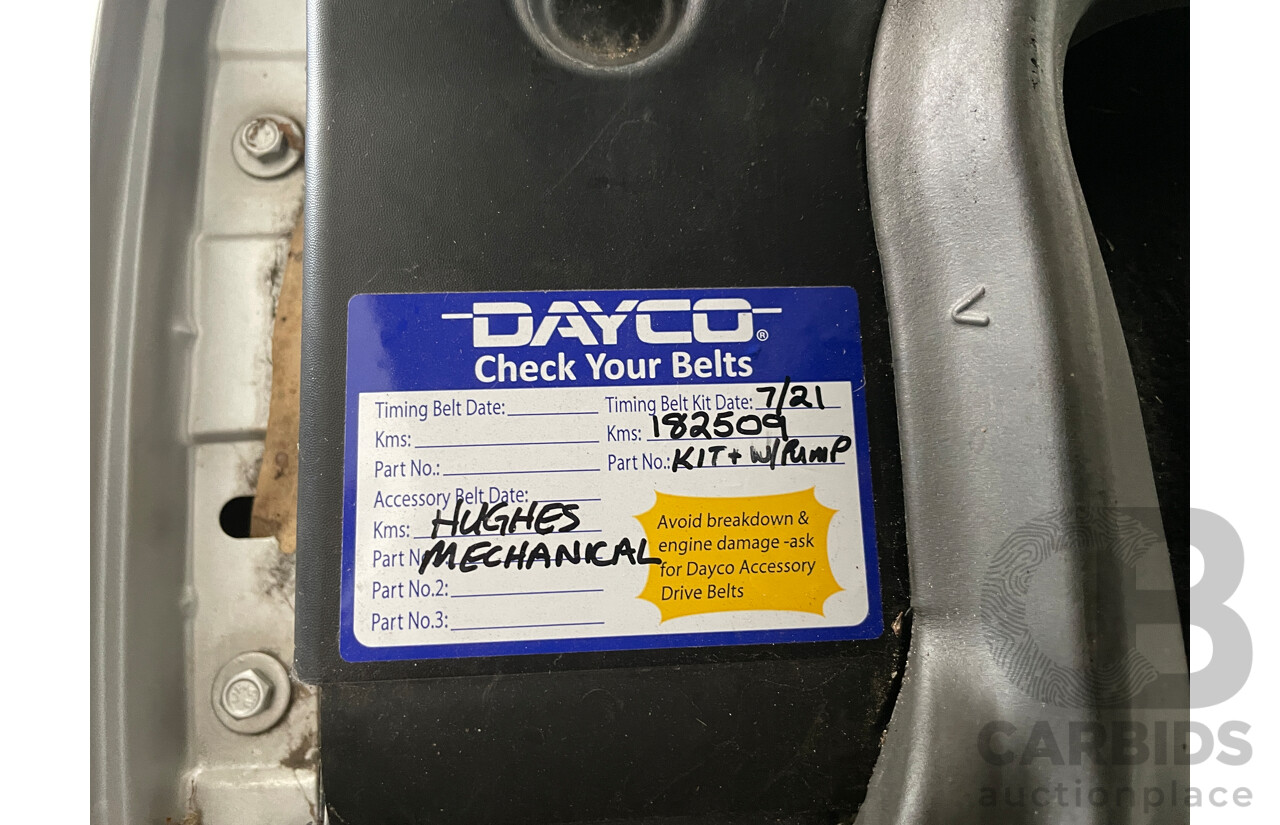 DAYCO®
Check Your Belts
Timing Belt Date:
Kms:
Part No.:
Timing Belt Kit Date: 7/21
Kms: 182509
Part No.: KIT + W/PUMP
Accessory Belt Date:
Kms: HUGHES
Part N MECHANICAL
Part No.2:
Part No.3:
Avoid breakdown &
engine damage -ask
for Dayco Accessory
Drive Belts
CB
CARBIDS
auctionplace